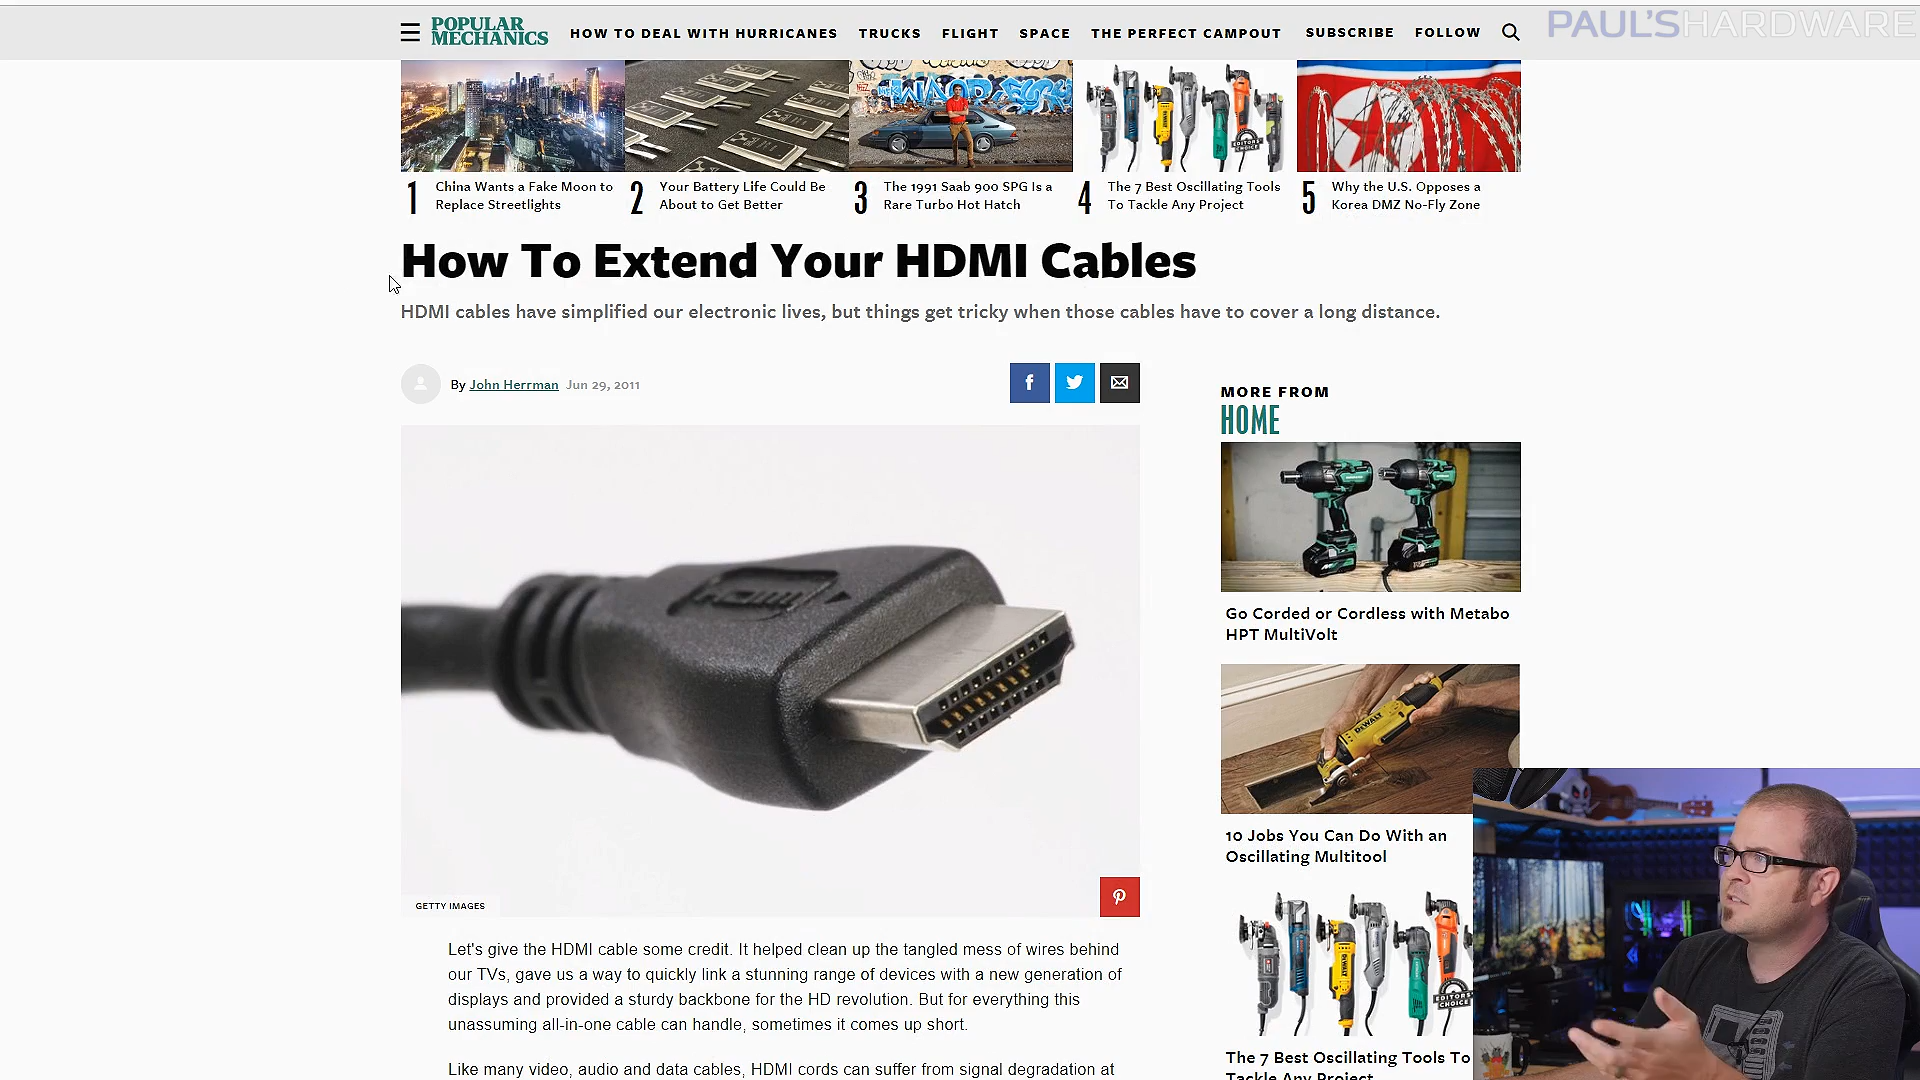 POPULAR
MECHANICS
HOW TO DEAL WITH HURRICANES
TRUCKS
FLIGHT
SPACE
THE PERFECT CAMPOUT
SUBSCRIBE
FOLLOW
PAUL'SHARDWARE
1
China Wants a Fake Moon to
Replace Streetlights
2
Your Battery Life Could Be
About to Get Better
3
The 1991 Saab 900 SPG Is a
Rare Turbo Hot Hatch
4
The 7 Best Oscillating Tools
To Tackle Any Project
5
Why the U.S. Opposes a
Korea DMZ No-Fly Zone
How To Extend Your HDMI Cables
HDMI cables have simplified our electronic lives, but things get tricky when those cables have to cover a long distance.
By John Herrman Jun 29, 2011
MORE FROM
HOME
HDMI
GETTY IMAGES
Go Corded or Cordless with Metabo
HPT MultiVolt
DEWALT
10 Jobs You Can Do With an
Oscillating Multitool
EDITORS'
CHOICE
The 7 Best Oscillating Tools To
Tackle Any Project
Let's give the HDMI cable some credit. It helped clean up the tangled mess of wires behind
our TVs, gave us a way to quickly link a stunning range of devices with a new generation of
displays and provided a sturdy backbone for the HD revolution. But for everything this
unassuming all-in-one cable can handle, sometimes it comes up short.
Like many video, audio and data cables, HDMI cords can suffer from signal degradation at